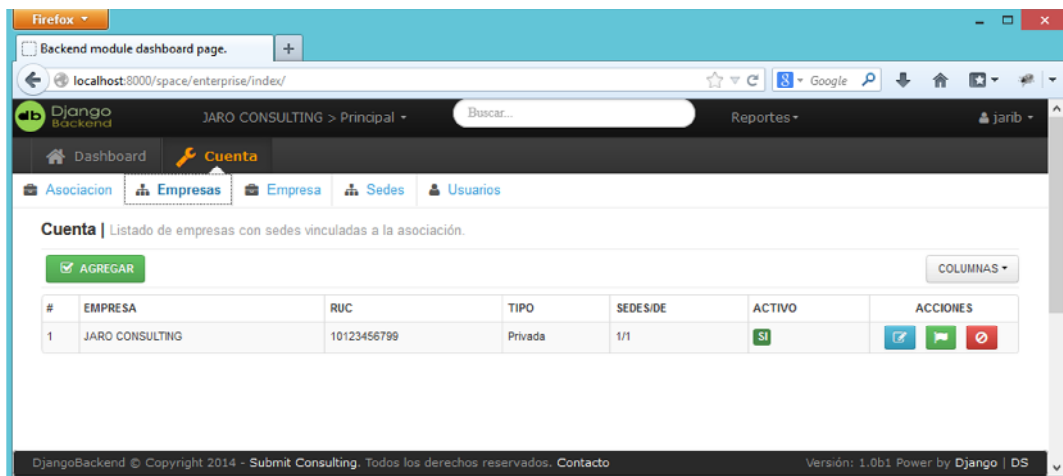 Firefox
Backend module dashboard page.
localhost:8000/space/enterprise/index/
Google
db Django Backend
JARO CONSULTING > Principal
Buscar...
Reportes
jarib
Dashboard
Cuenta
Asociacion
Empresas
Empresa
Sedes
Usuarios
Cuenta | Listado de empresas con sedes vinculadas a la asociación.
AGREGAR
COLUMNAS
# EMPRESA RUC TIPO SEDES/DE ACTIVO ACCIONES
1 JARO CONSULTING 10123456799 Privada 1/1 SI
DjangoBackend © Copyright 2014 - Submit Consulting. Todos los derechos reservados. Contacto
Versión: 1.0b1 Power by Django | DS